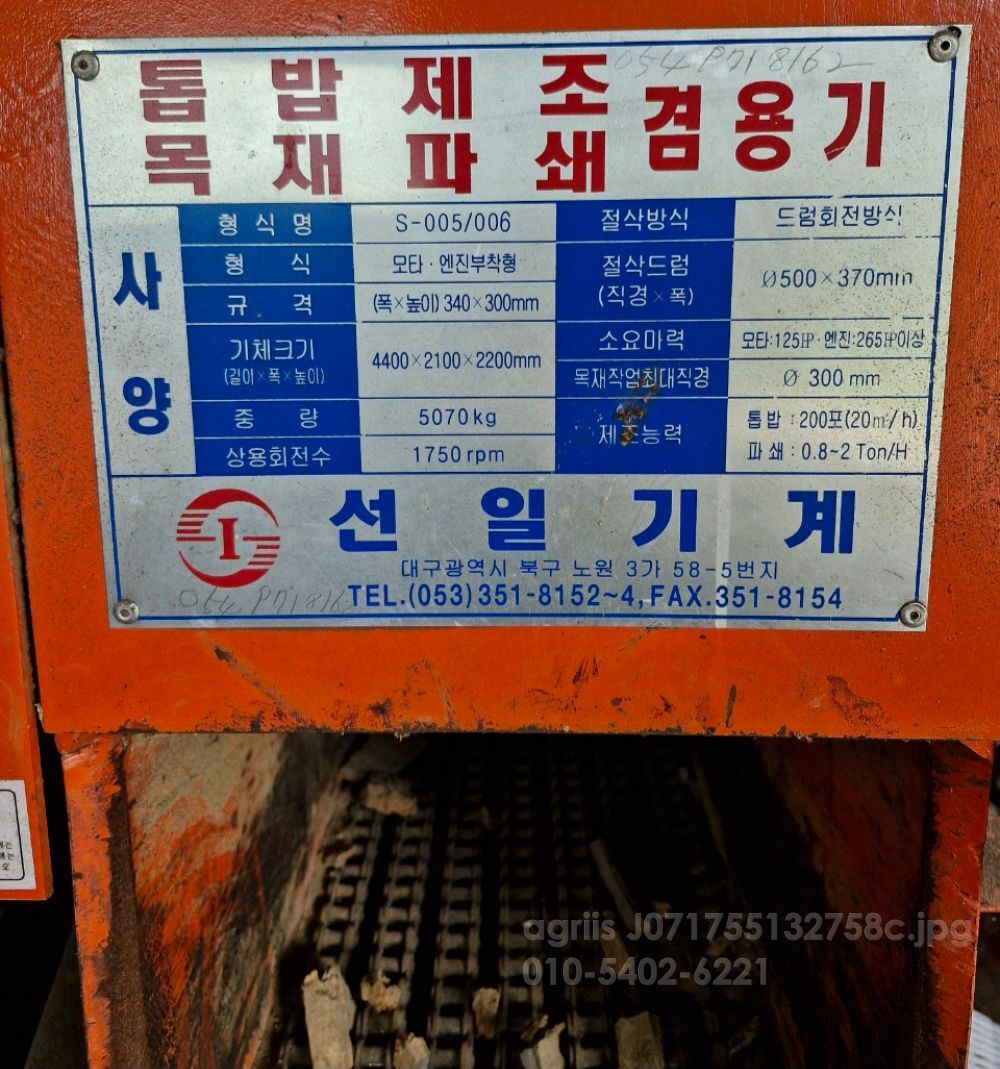 톱밥제조
목재파쇄
겸용기
사양
형식명 S-005/006 절삭방식 드럼회전방식
형식 모타·엔진부착형 절삭드럼 (직경×폭) Ø500×370mm
규격 (폭×높이) 340×300mm
기체크기 (길이×폭×높이) 4400×2100×2200mm
소요마력 모타:125HP·엔진:265HP이상
목재작업최대직경 Ø 300 mm
중량 5070kg 제조능력 톱밥 : 200포(20㎥/h)
상용회전수 1750rpm 파쇄 : 0.8~2 Ton/H
I
선일기계
대구광역시 북구 노원 3가 58-5번지
TEL.(053)351-8152~4, FAX.351-8154
agriis J071755132758c.jpg
010-5402-6221